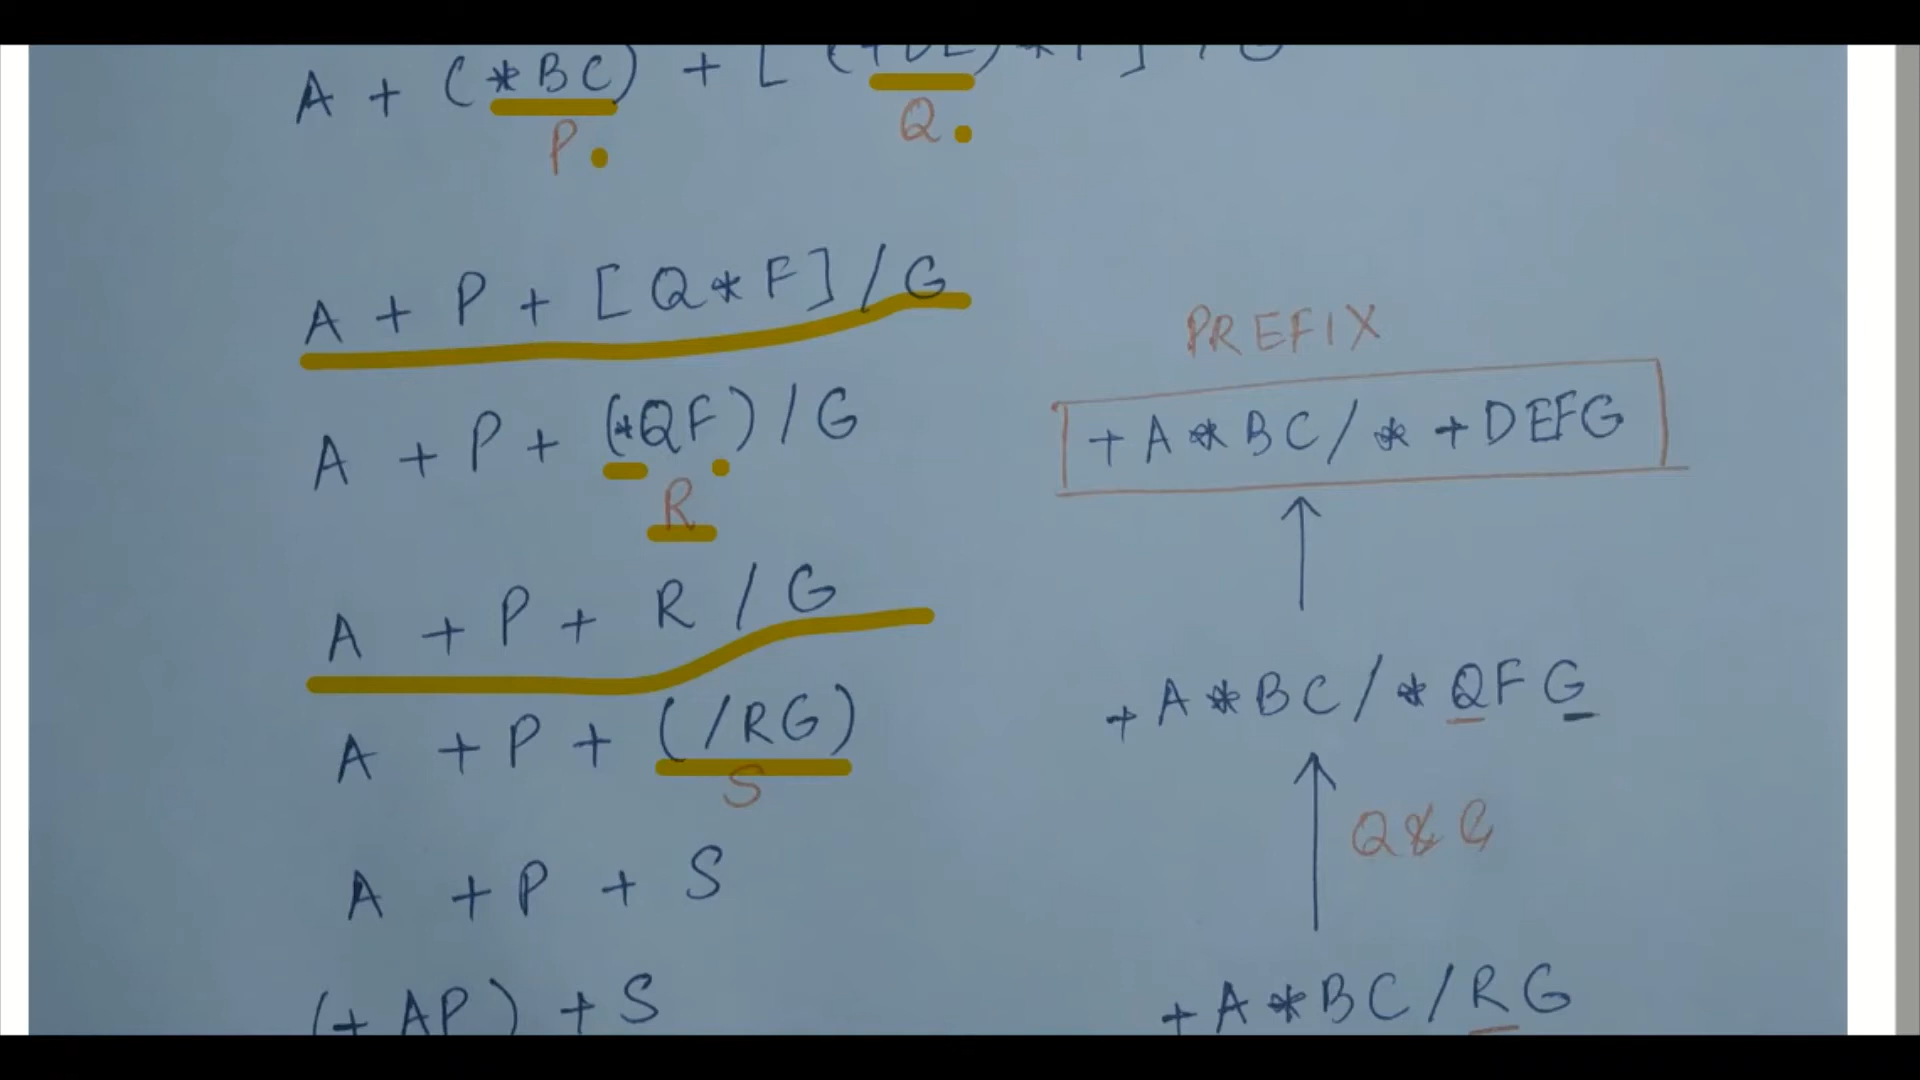 A + (*BC) + [
P
Q
A + P + [Q*F]/G
A + P + (*QF)/G
R
A + P + R/G
A + P + (/RG)
S
A + P + S
(+ AP) + S
PREFIX
+A*BC/*+DEFG
+A*BC/*QFG
+A*BC/RG